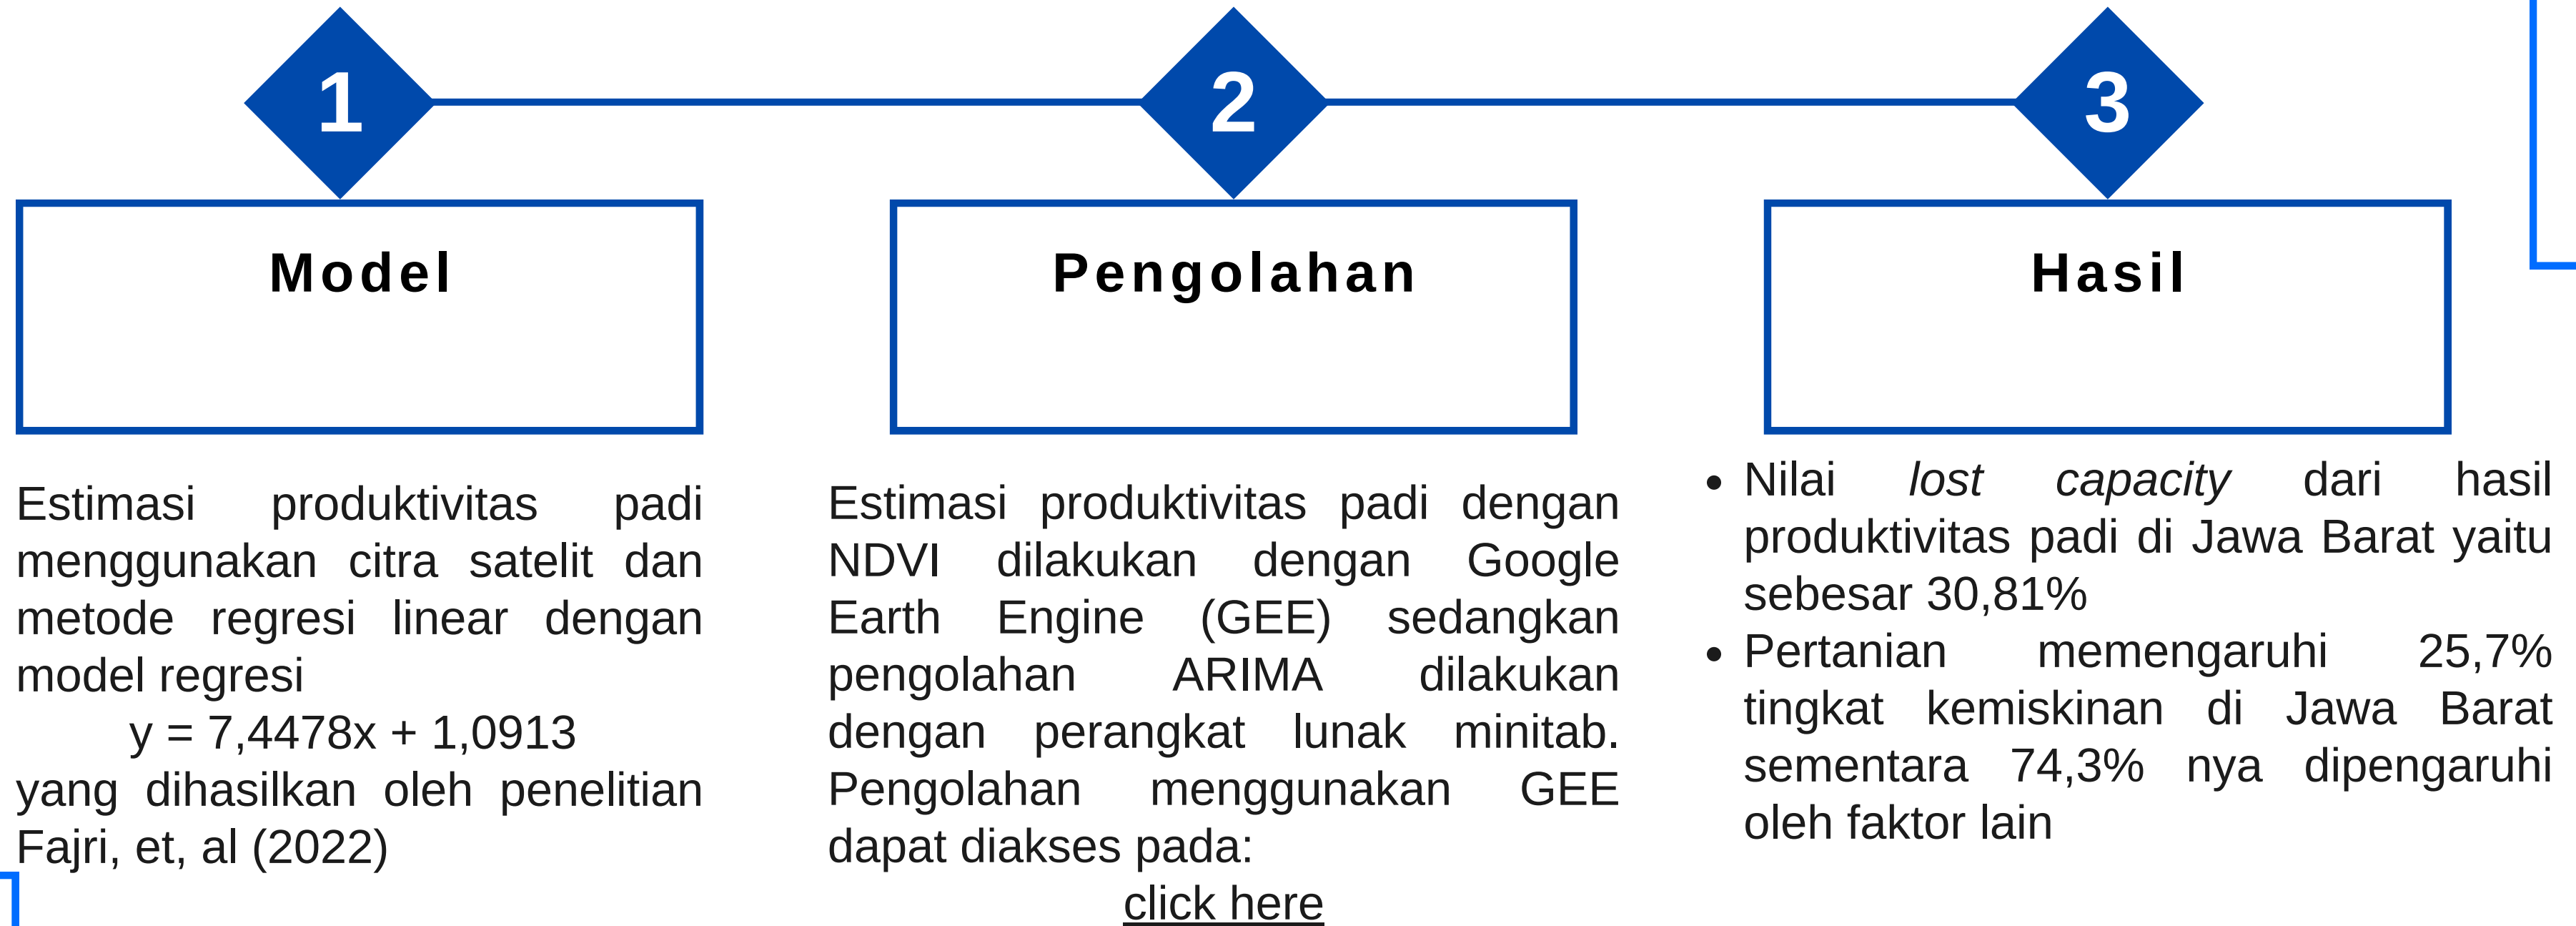 1
Model
Estimasi produktivitas padi
menggunakan citra satelit dan
metode regresi linear dengan
model regresi
y = 7,4478x + 1,0913
yang dihasilkan oleh penelitian
Fajri, et, al (2022)
2
Pengolahan
Estimasi produktivitas padi dengan
NDVI dilakukan dengan Google
Earth Engine (GEE) sedangkan
pengolahan ARIMA dilakukan
dengan perangkat lunak minitab.
Pengolahan menggunakan GEE
dapat diakses pada:
click here
3
Hasil
• Nilai lost capacity dari hasil
produktivitas padi di Jawa Barat yaitu
sebesar 30,81%
• Pertanian memengaruhi 25,7%
tingkat kemiskinan di Jawa Barat
sementara 74,3% nya dipengaruhi
oleh faktor lain